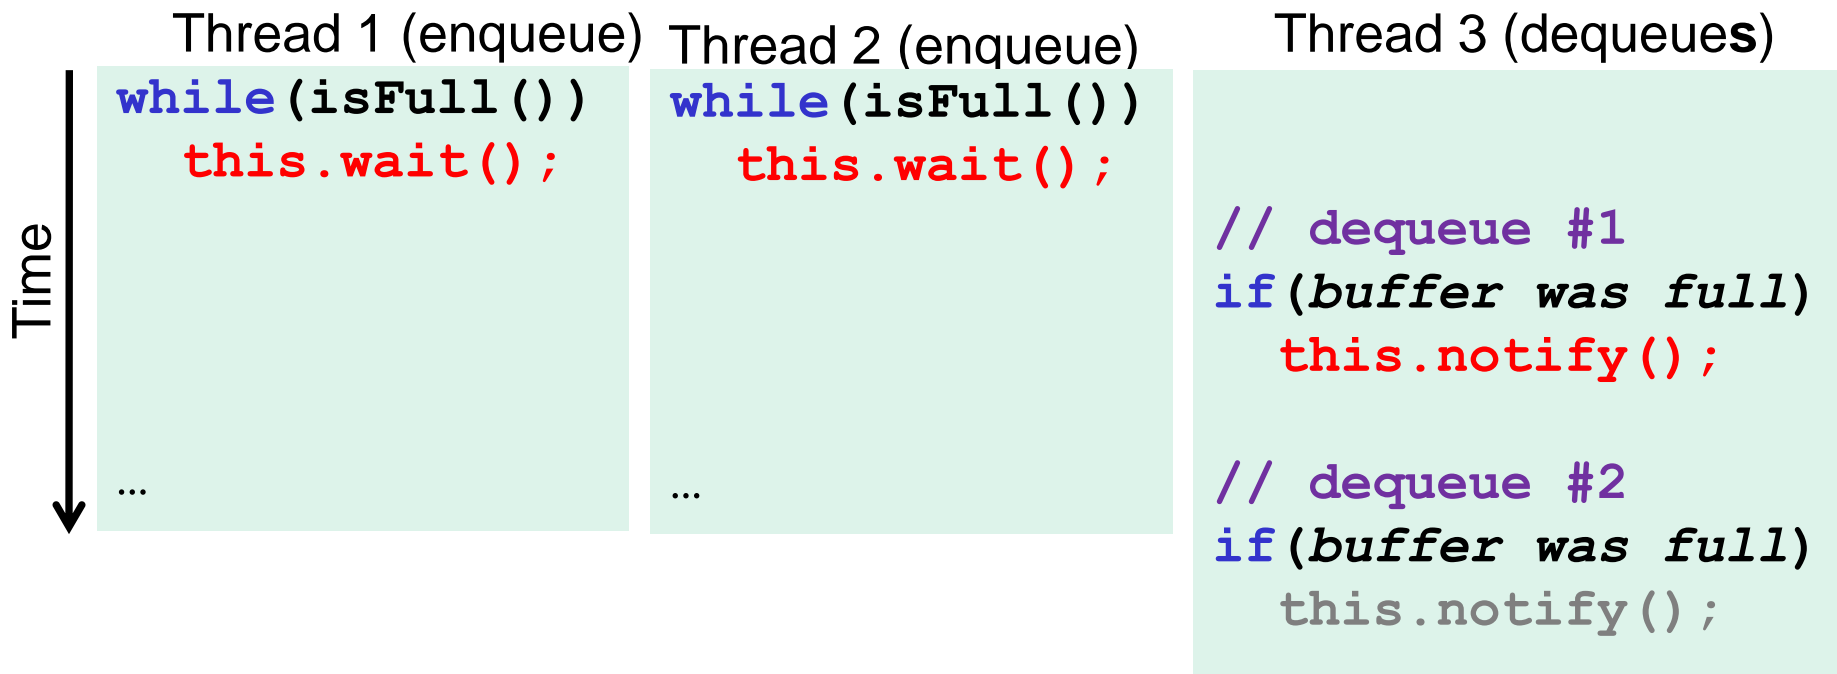 Thread 1 (enqueue)
while(isFull())
this.wait();
...
Thread 2 (enqueue)
while(isFull())
this.wait();
...
Thread 3 (dequeues)
// dequeue #1
if(buffer was full)
this.notify();
// dequeue #2
if(buffer was full)
this.notify();
Time